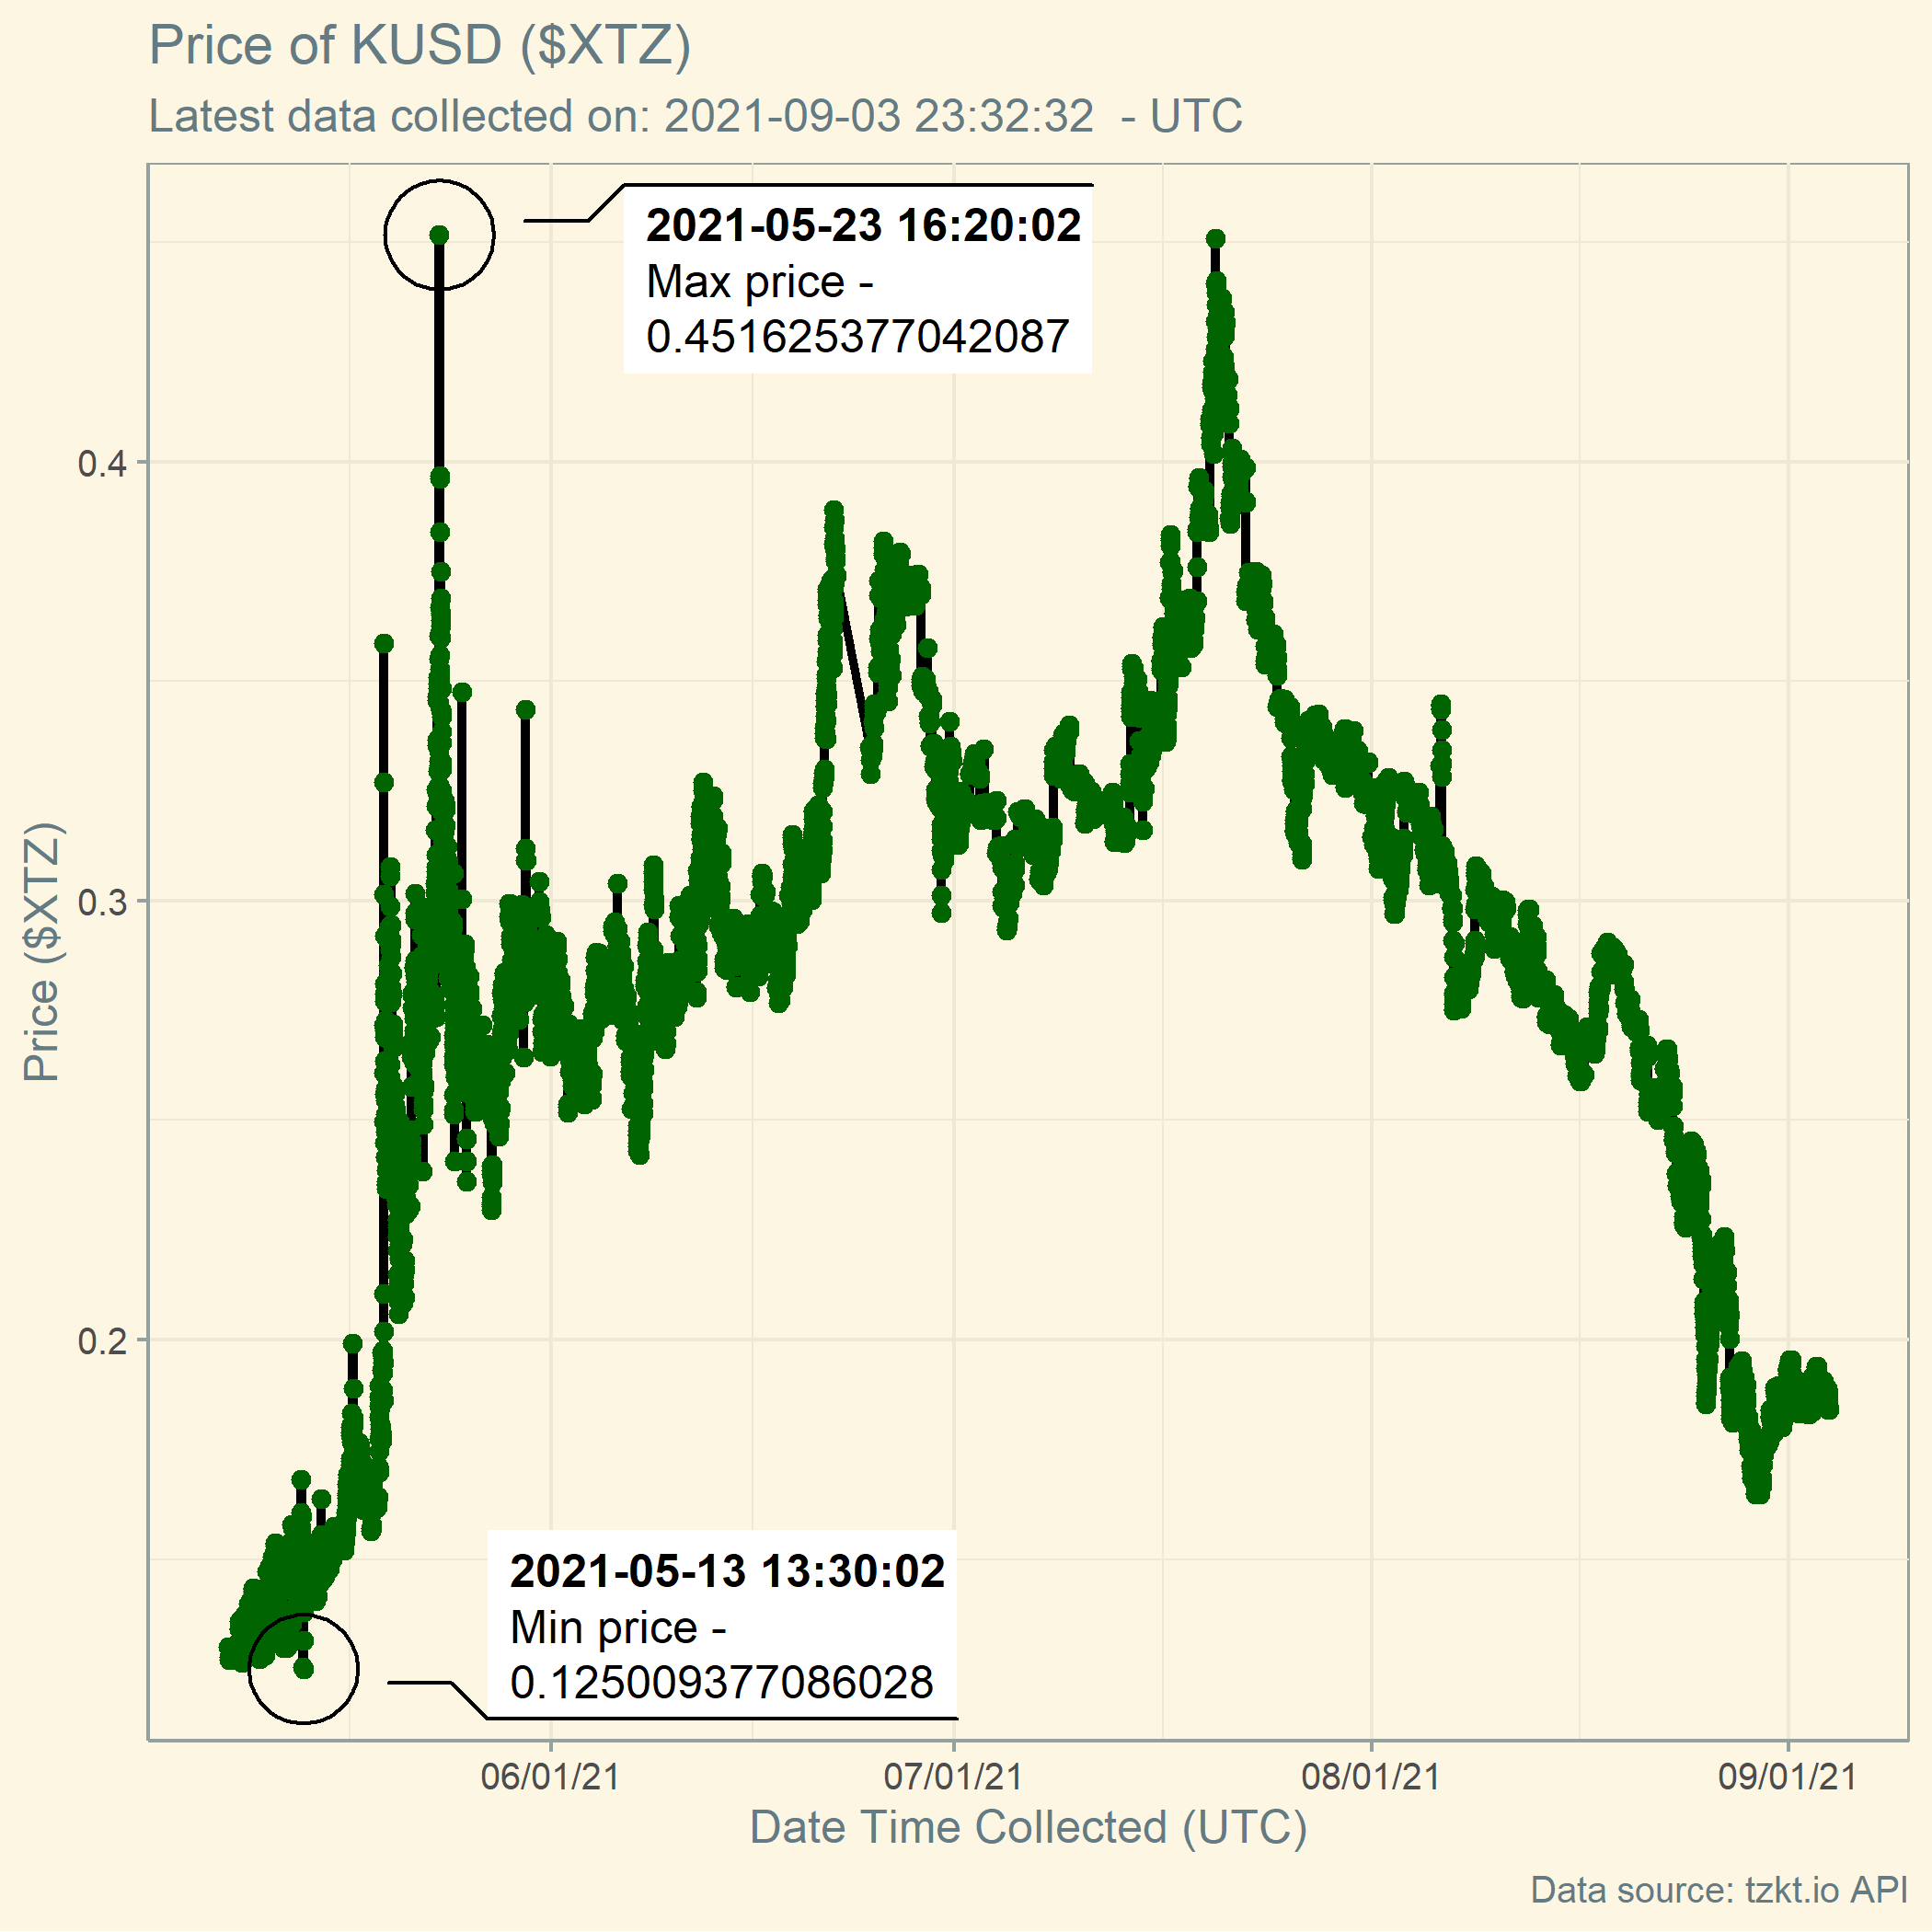 Price of KUSD ($XTZ)
Latest data collected on: 2021-09-03 23:32:32  - UTC
2021-05-23 16:20:02
Max price -
0.451625377042087
0.4
0.3
0.2
Price ($XTZ)
2021-05-13 13:30:02
Min price -
0.125009377086028
06/01/21
07/01/21
08/01/21
09/01/21
Date Time Collected (UTC)
Data source: tzkt.io API